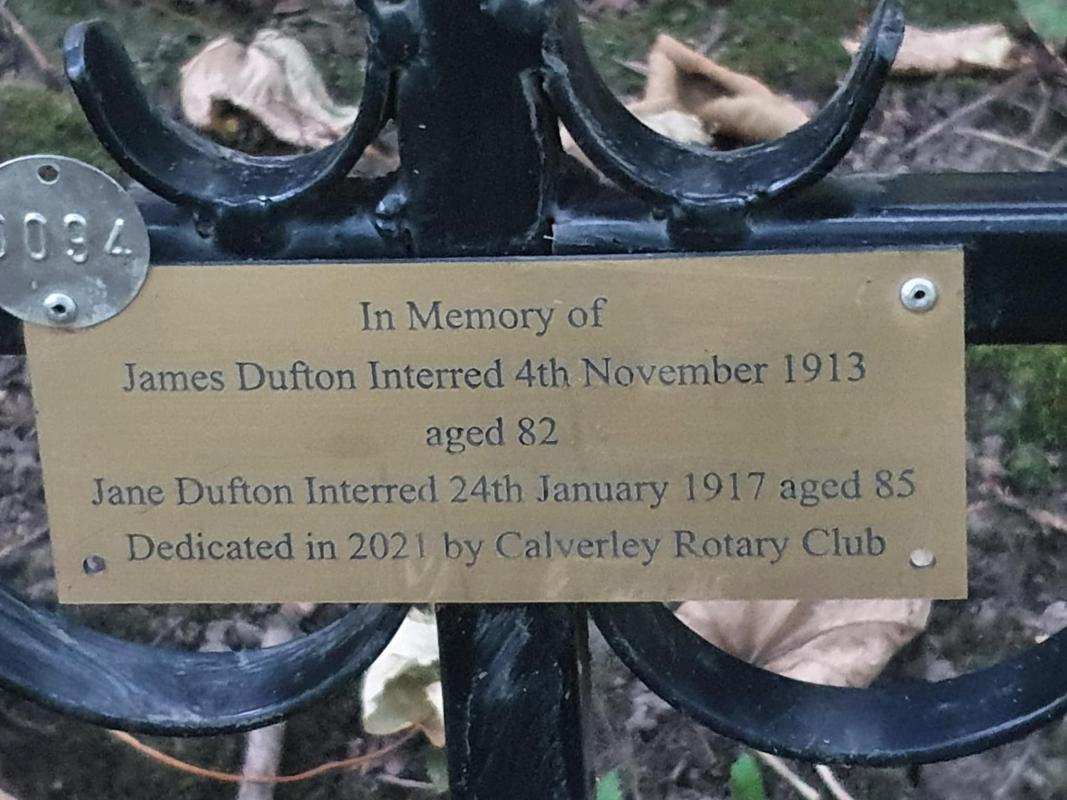 In Memory of
James Dufton Interred 4th November 1913
aged 82
Jane Dufton Interred 24th January 1917 aged 85
Dedicated in 2021 by Calverley Rotary Club